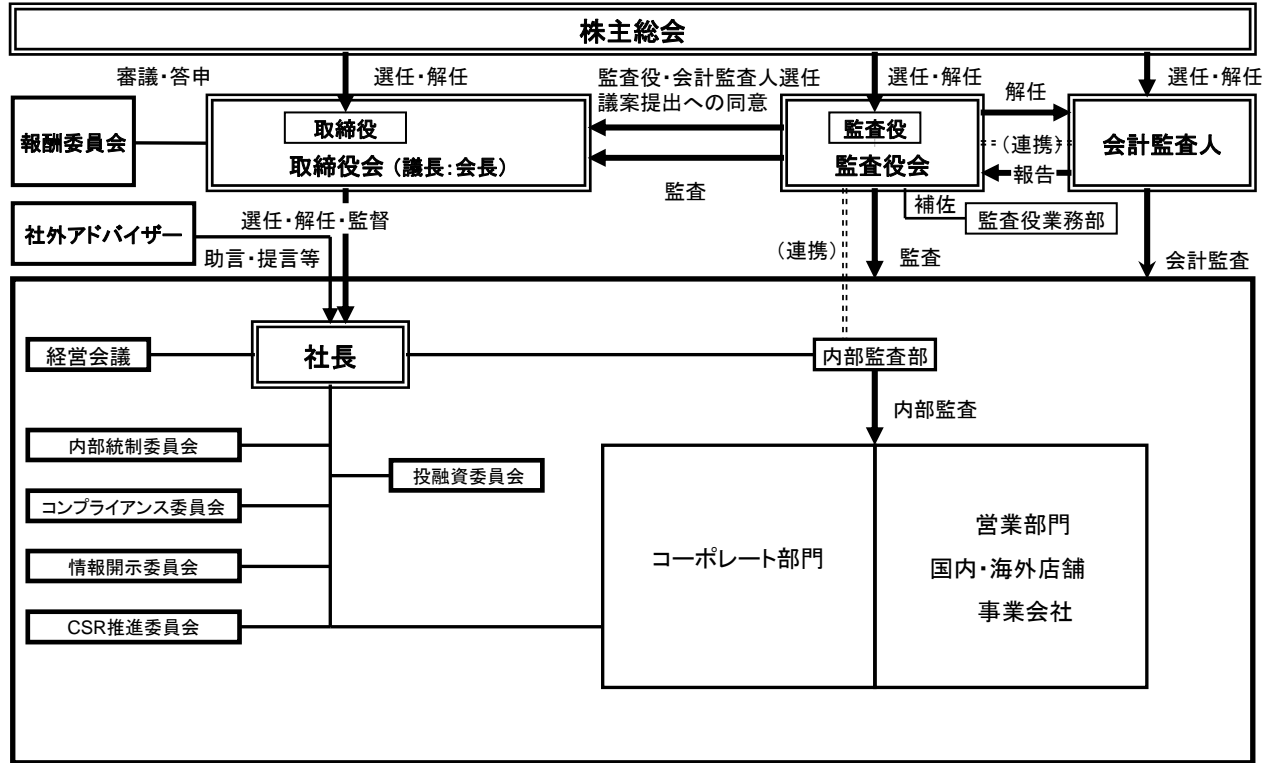 株主総会
審議・答申
選任・解任
監査役・会計監査人選任
議案提出への同意
選任・解任
解任
選任・解任
報酬委員会
取締役
取締役会（議長：会長）
監査役
監査役会
（連携）
報告
会計監査人
監査
社外アドバイザー
選任・解任・監督
助言・提言等
補佐
監査役業務部
（連携）
監査
会計監査
経営会議
社長
内部監査部
内部監査
内部統制委員会
投融資委員会
コンプライアンス委員会
情報開示委員会
CSR推進委員会
コーポレート部門
営業部門
国内・海外店舗
事業会社